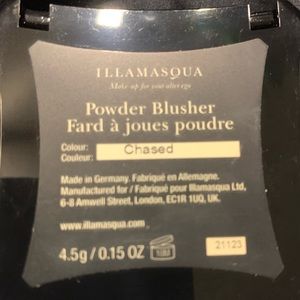 ILLAMASQUA
Make-up for your alter ego
Powder Blusher
Fard à joues poudre
Colour:
Couleur: Chased
Made in Germany. Fabriqué en Allemagne.
Manufactured for / Fabriqué pour Illamasqua Ltd,
6-8 Amwell Street, London, EC1R 1UQ, UK.
www.illamasqua.com
4.5g / 0.15 OZ
21123